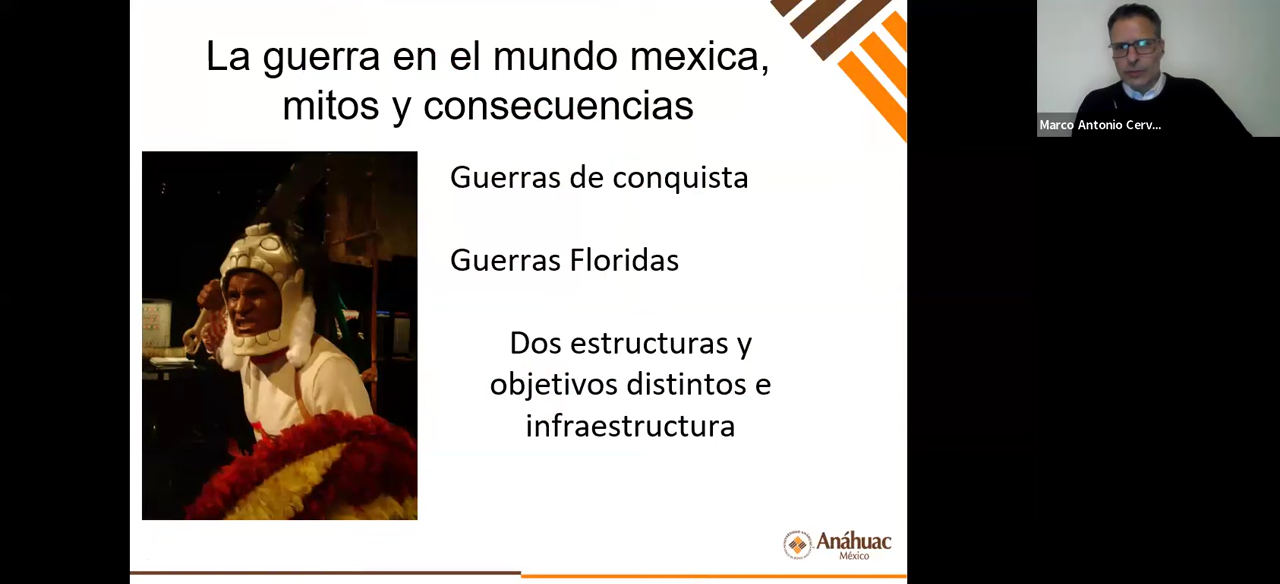 La guerra en el mundo mexica,
mitos y consecuencias
Guerras de conquista
Guerras Floridas
Dos estructuras y
objetivos distintos e
infraestructura
Anáhuac
México
Marco Antonio Cerv...